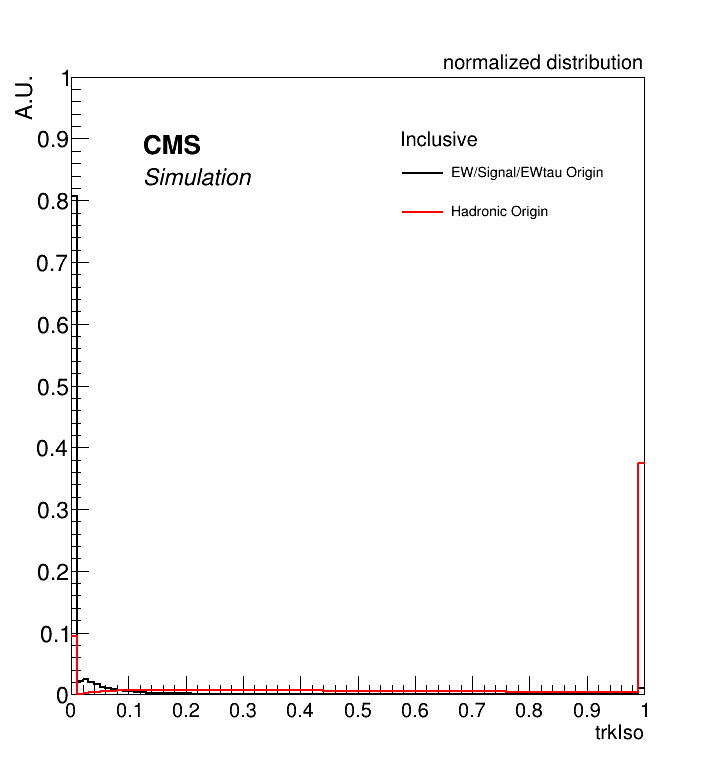 normalized distribution
A.U.
1
0.9
0.8
0.7
0.6
0.5
0.4
0.3
0.2
0.1
0
CMS
Simulation
Inclusive
EW/Signal/EWtau Origin
Hadronic Origin
0 0.1 0.2 0.3 0.4 0.5 0.6 0.7 0.8 0.9 1
trkIso